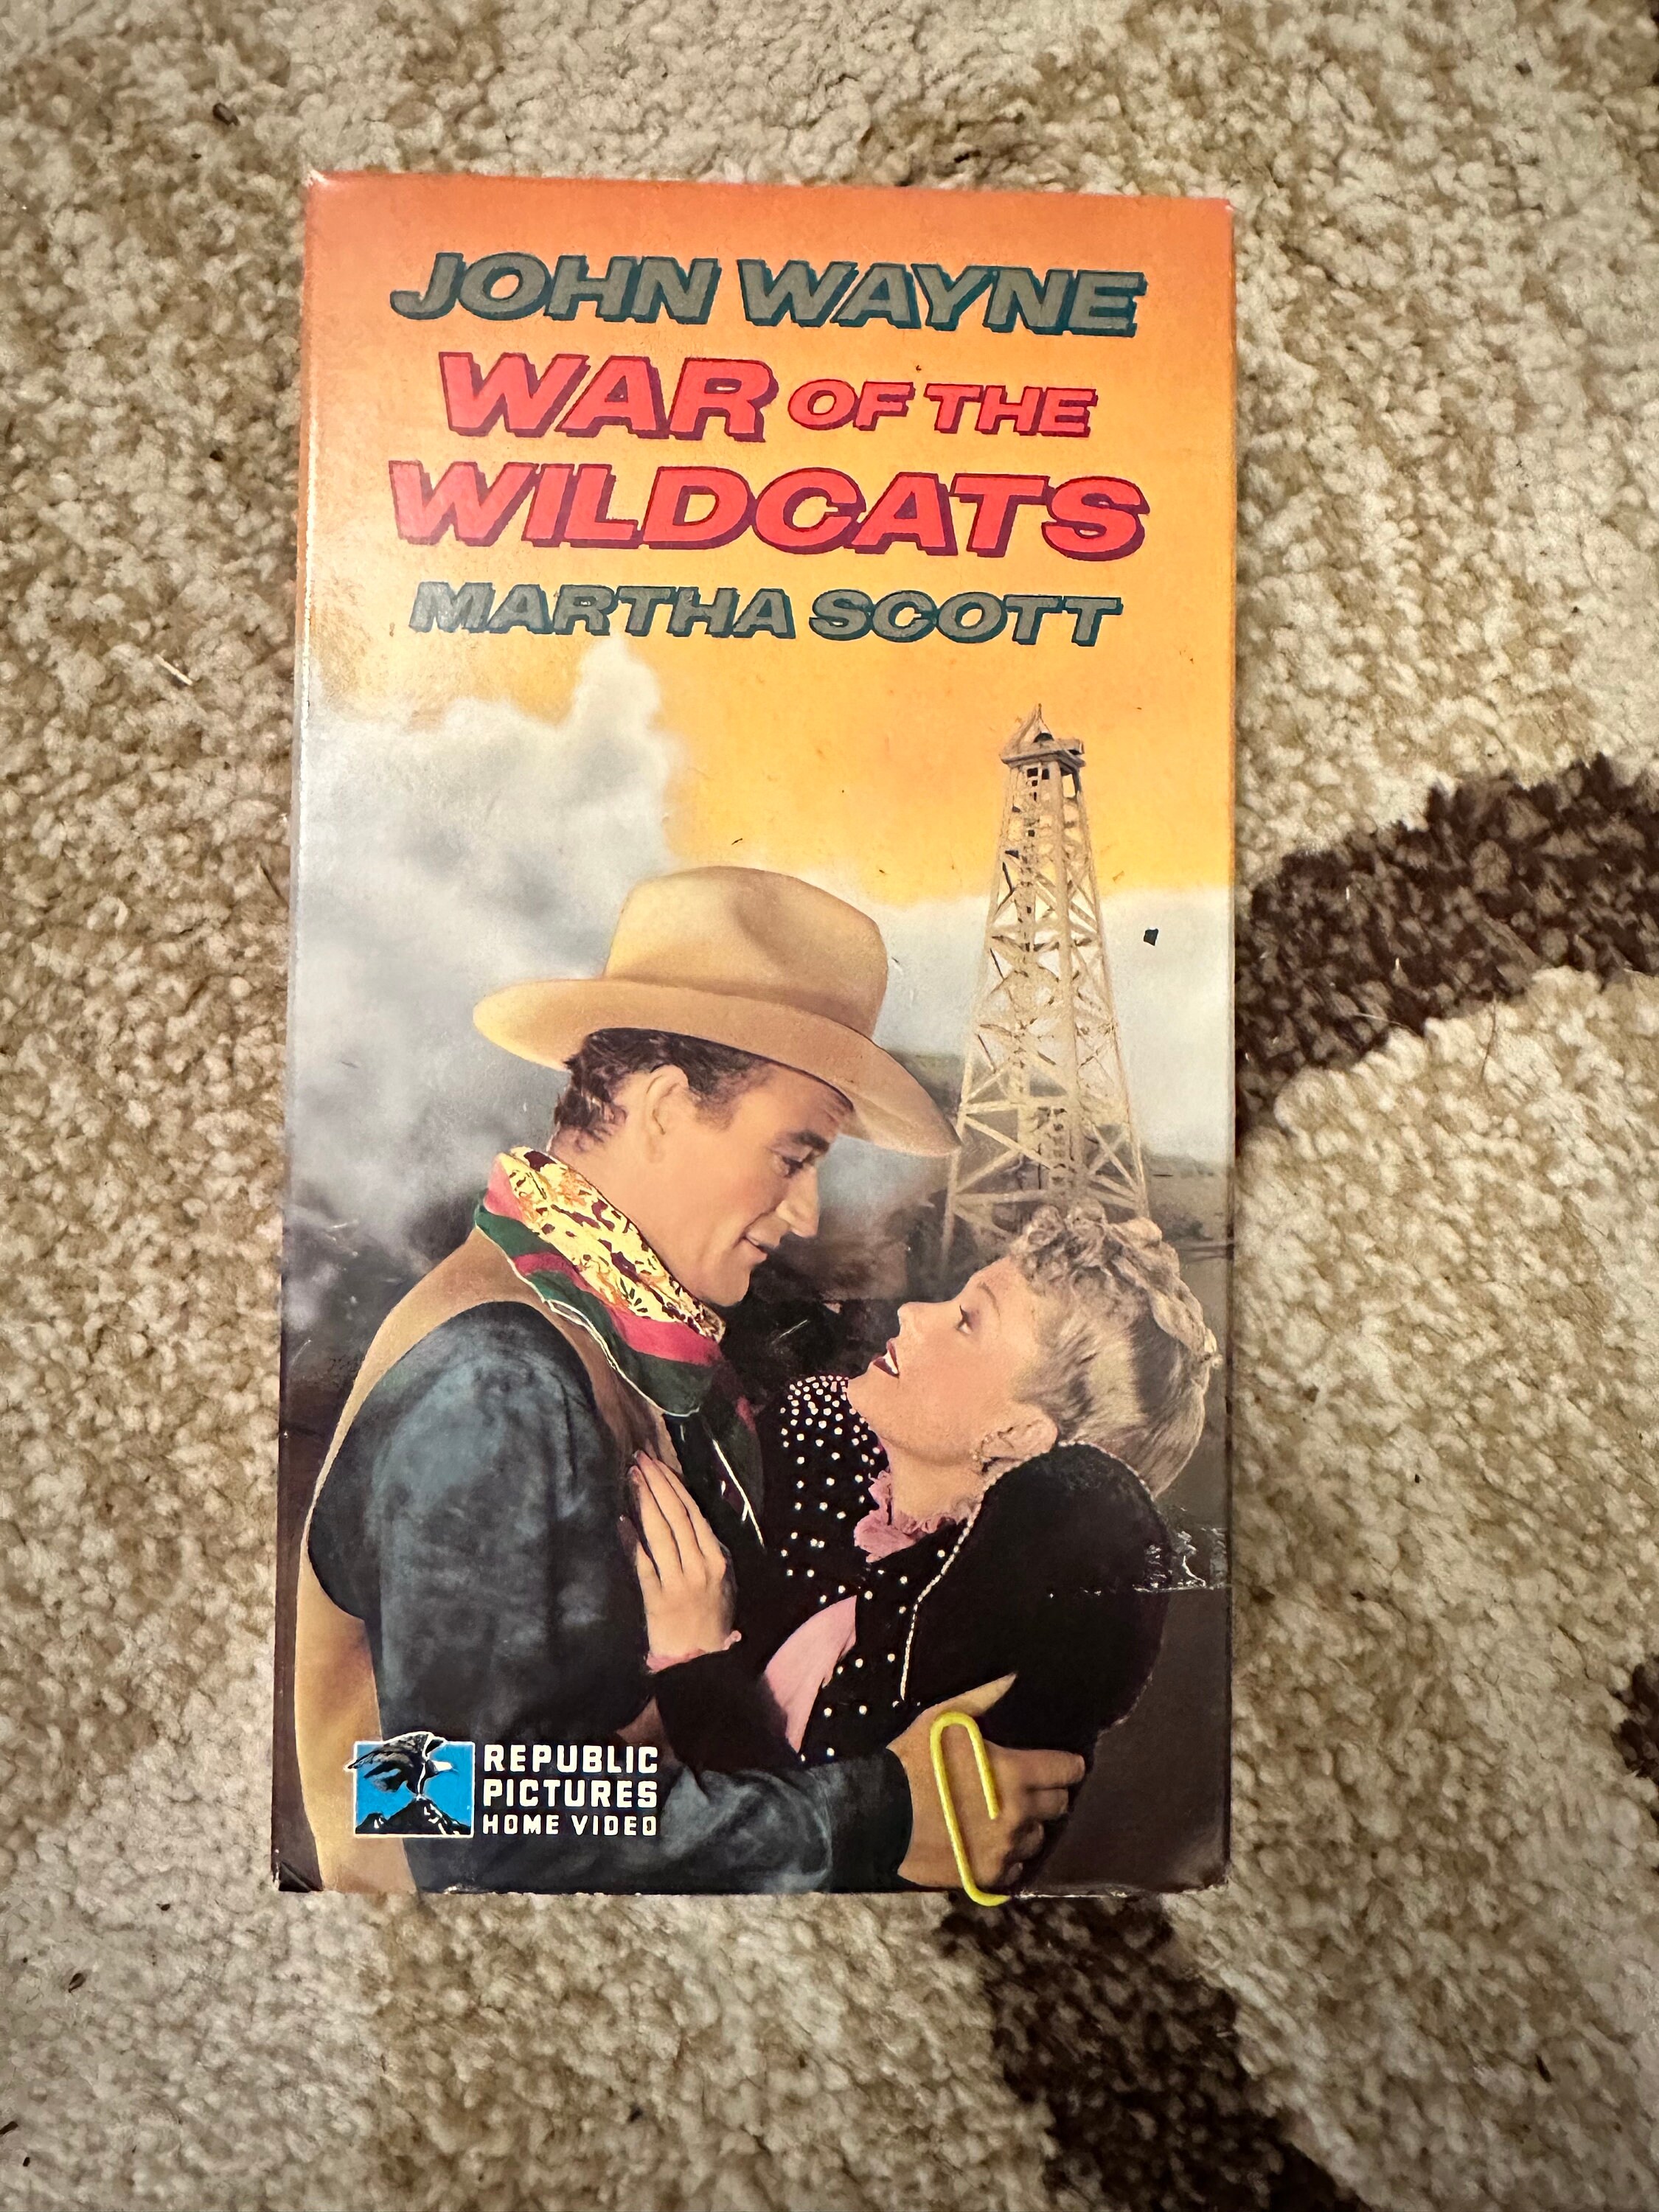 JOHN WAYNE
WAR OF THE
WILDCATS
MARTHA SCOTT
REPUBLIC
PICTURES
HOME VIDEO